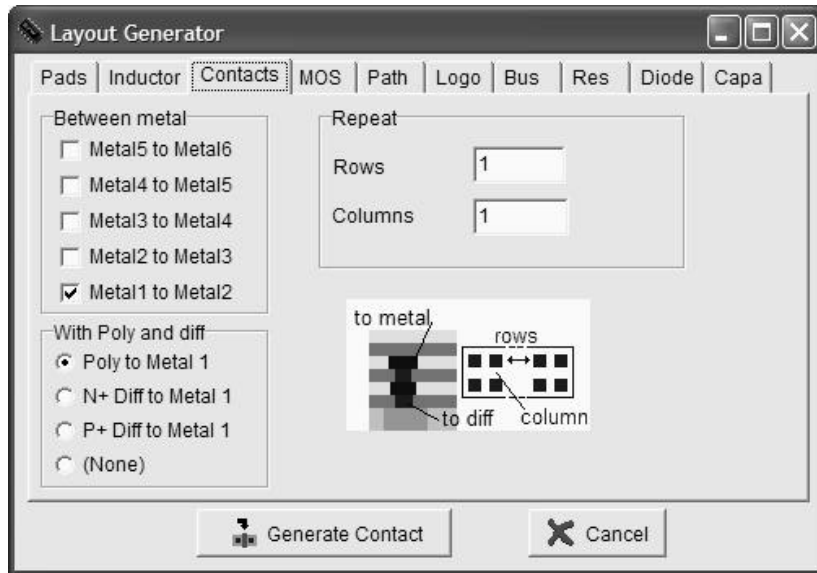 Layout Generator
Pads Inductor Contacts MOS Path Logo Bus Res Diode Capa
Between metal
Metal5 to Metal6
Metal4 to Metal5
Metal3 to Metal4
Metal2 to Metal3
Metal1 to Metal2
With Poly and diff
Poly to Metal 1
N+ Diff to Metal 1
P+ Diff to Metal 1
(None)
Repeat
Rows 1
Columns 1
to metal
rows
to diff
column
Generate Contact
Cancel